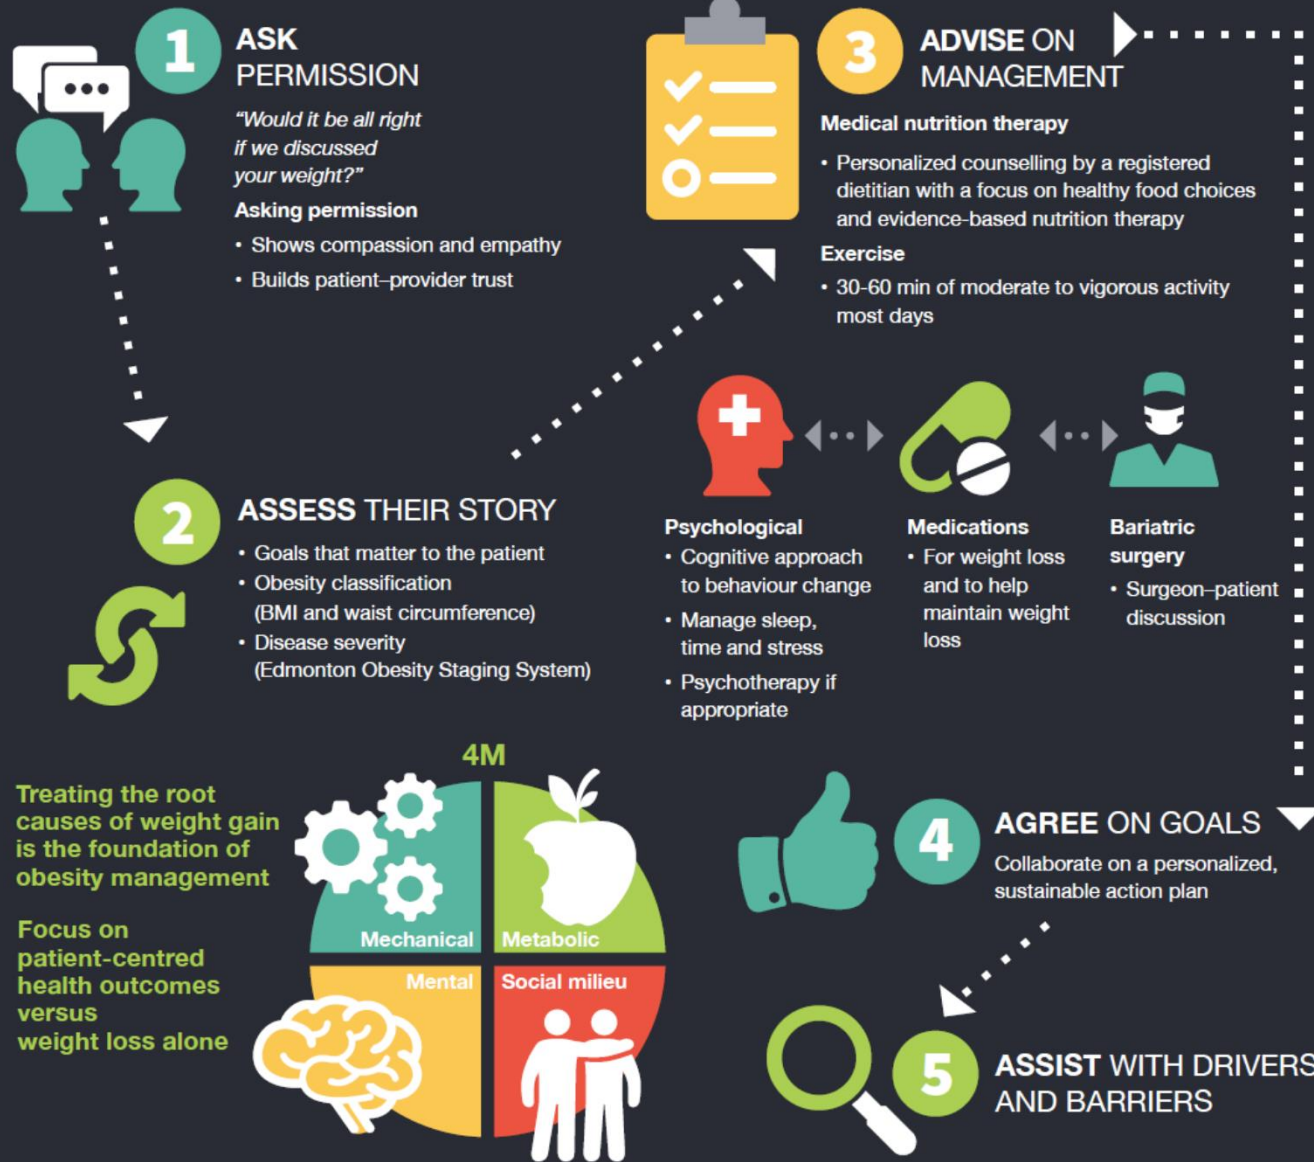 1
ASK
PERMISSION
“Would it be all right
if we discussed
your weight?”
Asking permission
• Shows compassion and empathy
• Builds patient–provider trust
2
ASSESS THEIR STORY
• Goals that matter to the patient
• Obesity classification
(BMI and waist circumference)
• Disease severity
(Edmonton Obesity Staging System)
4M
Mechanical
Metabolic
Mental
Social milieu
Treating the root
causes of weight gain
is the foundation of
obesity management
Focus on
patient-centred
health outcomes
versus
weight loss alone
3
ADVISE ON
MANAGEMENT
Medical nutrition therapy
• Personalized counselling by a registered
dietitian with a focus on healthy food choices
and evidence-based nutrition therapy
Exercise
• 30-60 min of moderate to vigorous activity
most days
Psychological
• Cognitive approach
to behaviour change
• Manage sleep,
time and stress
• Psychotherapy if
appropriate
Medications
• For weight loss
and to help
maintain weight
loss
Bariatric
surgery
• Surgeon–patient
discussion
4
AGREE ON GOALS
Collaborate on a personalized,
sustainable action plan
5
ASSIST WITH DRIVERS
AND BARRIERS